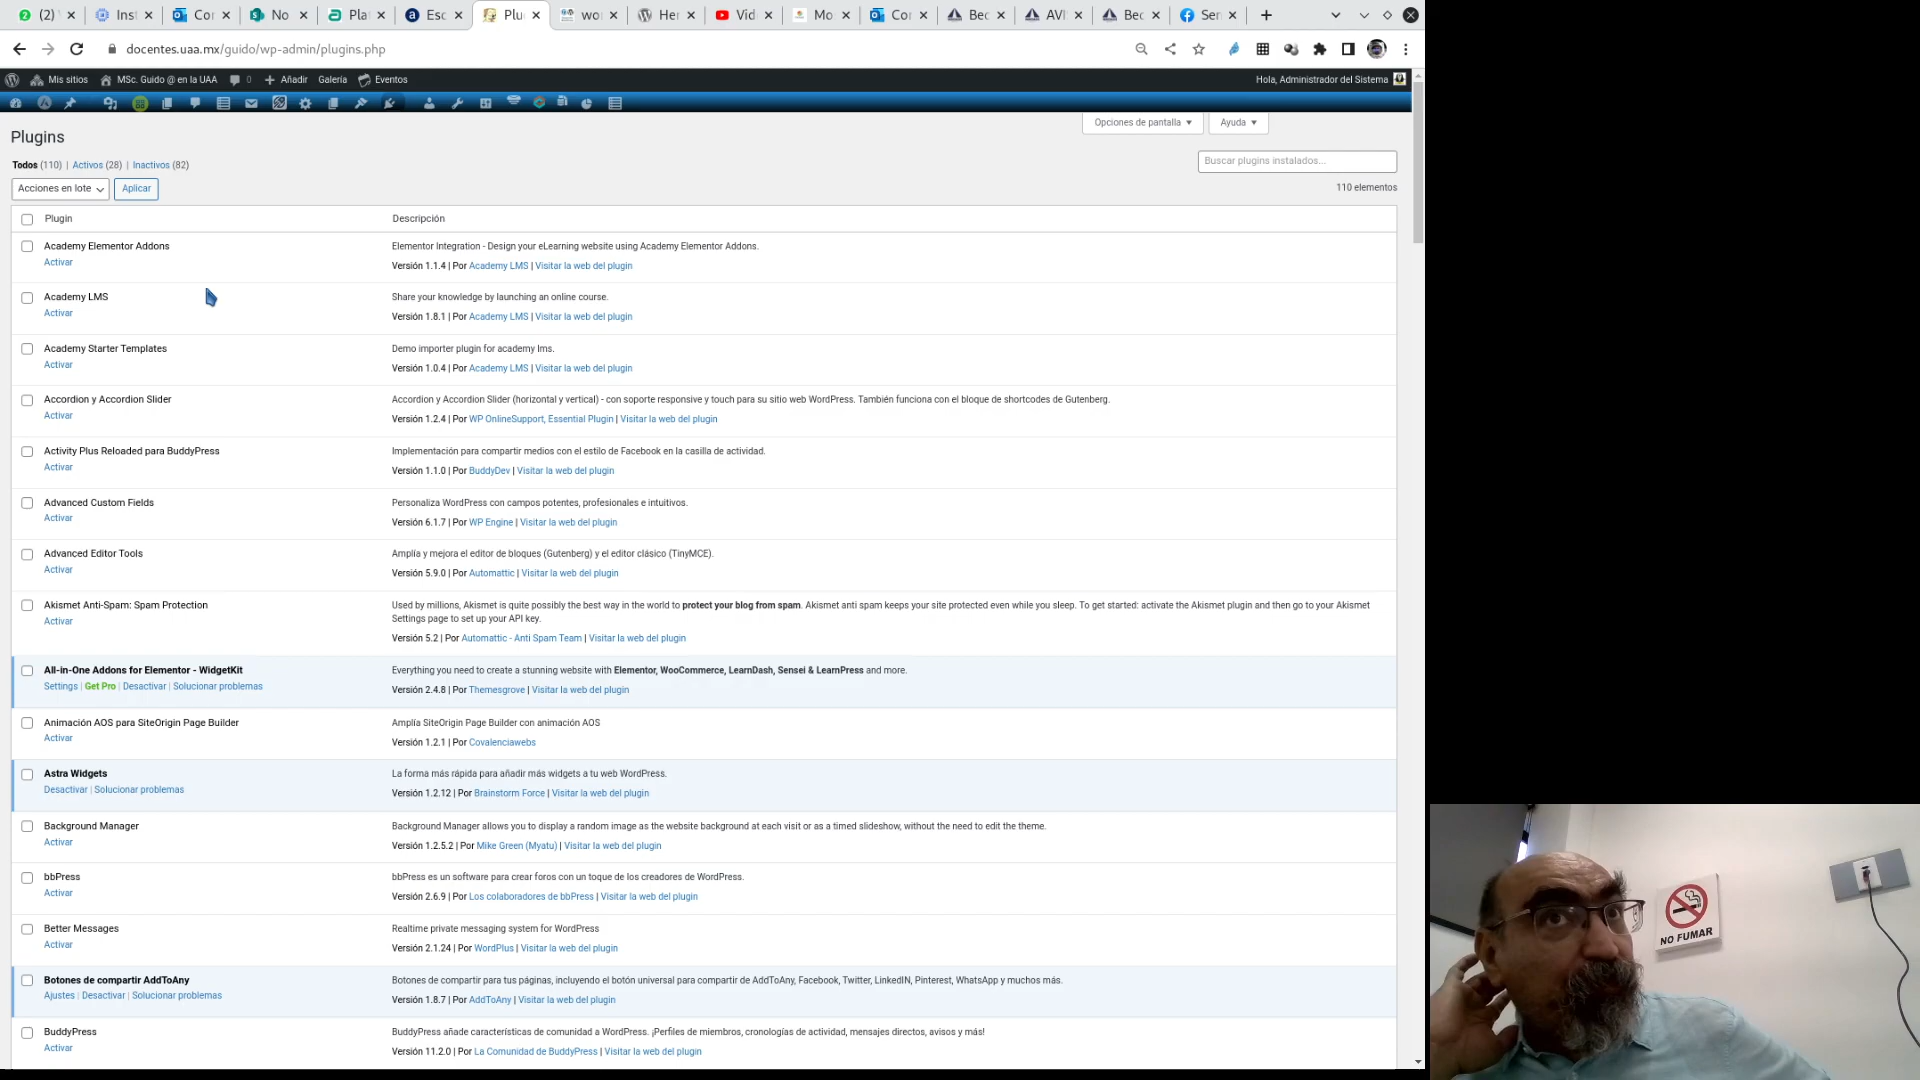 (2)
Inst
Cor
No
Pla
Esc
Plu
wor
Her
Vid
Mo
Cor
Bec
AVI
Bec
Ser
docentes.uaa.mx/guido/wp-admin/plugins.php
Mis sitios
MSc. Guido @ en la UAA
0
Añadir
Galería
Eventos
Hola, Administrador del Sistema
Plugins
Opciones de pantalla
Ayuda
Todos (110) | Activos (28) | Inactivos (82)
Buscar plugins instalados...
Acciones en lote
Aplicar
110 elementos
Plugin
Descripción
Academy Elementor Addons
Activar
Elementor Integration - Design your eLearning website using Academy Elementor Addons.
Versión 1.1.4 | Por Academy LMS | Visitar la web del plugin
Academy LMS
Activar
Share your knowledge by launching an online course.
Versión 1.8.1 | Por Academy LMS | Visitar la web del plugin
Academy Starter Templates
Activar
Demo importer plugin for academy lms.
Versión 1.0.4 | Por Academy LMS | Visitar la web del plugin
Accordion y Accordion Slider
Activar
Accordion y Accordion Slider (horizontal y vertical) - con soporte responsive y touch para su sitio web WordPress. También funciona con el bloque de shortcodes de Gutenberg.
Versión 1.2.4 | Por WP OnlineSupport, Essential Plugin | Visitar la web del plugin
Activity Plus Reloaded para BuddyPress
Activar
Implementación para compartir medios con el estilo de Facebook en la casilla de actividad.
Versión 1.1.0 | Por BuddyDev | Visitar la web del plugin
Advanced Custom Fields
Activar
Personaliza WordPress con campos potentes, profesionales e intuitivos.
Versión 6.1.7 | Por WP Engine | Visitar la web del plugin
Advanced Editor Tools
Activar
Amplía y mejora el editor de bloques (Gutenberg) y el editor clásico (TinyMCE).
Versión 5.9.0 | Por Automattic | Visitar la web del plugin
Akismet Anti-Spam: Spam Protection
Activar
Used by millions, Akismet is quite possibly the best way in the world to protect your blog from spam. Akismet anti spam keeps your site protected even while you sleep. To get started: activate the Akismet plugin and then go to your Akismet
Settings page to set up your API key.
Versión 5.2 | Por Automattic - Anti Spam Team | Visitar la web del plugin
All-in-One Addons for Elementor - WidgetKit
Settings | Get Pro | Desactivar | Solucionar problemas
Everything you need to create a stunning website with Elementor, WooCommerce, LearnDash, Sensei & LearnPress and more.
Versión 2.4.8 | Por Themesgrove | Visitar la web del plugin
Animación AOS para SiteOrigin Page Builder
Activar
Amplía SiteOrigin Page Builder con animación AOS
Versión 1.2.1 | Por Covalenciawebs
Astra Widgets
Desactivar | Solucionar problemas
La forma más rápida para añadir más widgets a tu web WordPress.
Versión 1.2.12 | Por Brainstorm Force | Visitar la web del plugin
Background Manager
Activar
Background Manager allows you to display a random image as the website background at each visit or as a timed slideshow, without the need to edit the theme.
Versión 1.2.5.2 | Por Mike Green (Myatu) | Visitar la web del plugin
bbPress
Activar
bbPress es un software para crear foros con un toque de los creadores de WordPress.
Versión 2.6.9 | Por Los colaboradores de bbPress | Visitar la web del plugin
Better Messages
Activar
Realtime private messaging system for WordPress
Versión 2.1.24 | Por WordPlus | Visitar la web del plugin
Botones de compartir AddToAny
Ajustes | Desactivar | Solucionar problemas
Botones de compartir para tus páginas, incluyendo el botón universal para compartir de AddToAny, Facebook, Twitter, LinkedIN, Pinterest, WhatsApp y muchos más.
Versión 1.8.7 | Por AddToAny | Visitar la web del plugin
BuddyPress
Activar
BuddyPress añade características de comunidad a WordPress. ¡Perfiles de miembros, cronologías de actividad, mensajes directos, avisos y más!
Versión 11.2.0 | Por La Comunidad de BuddyPress | Visitar la web del plugin
NO FUMAR